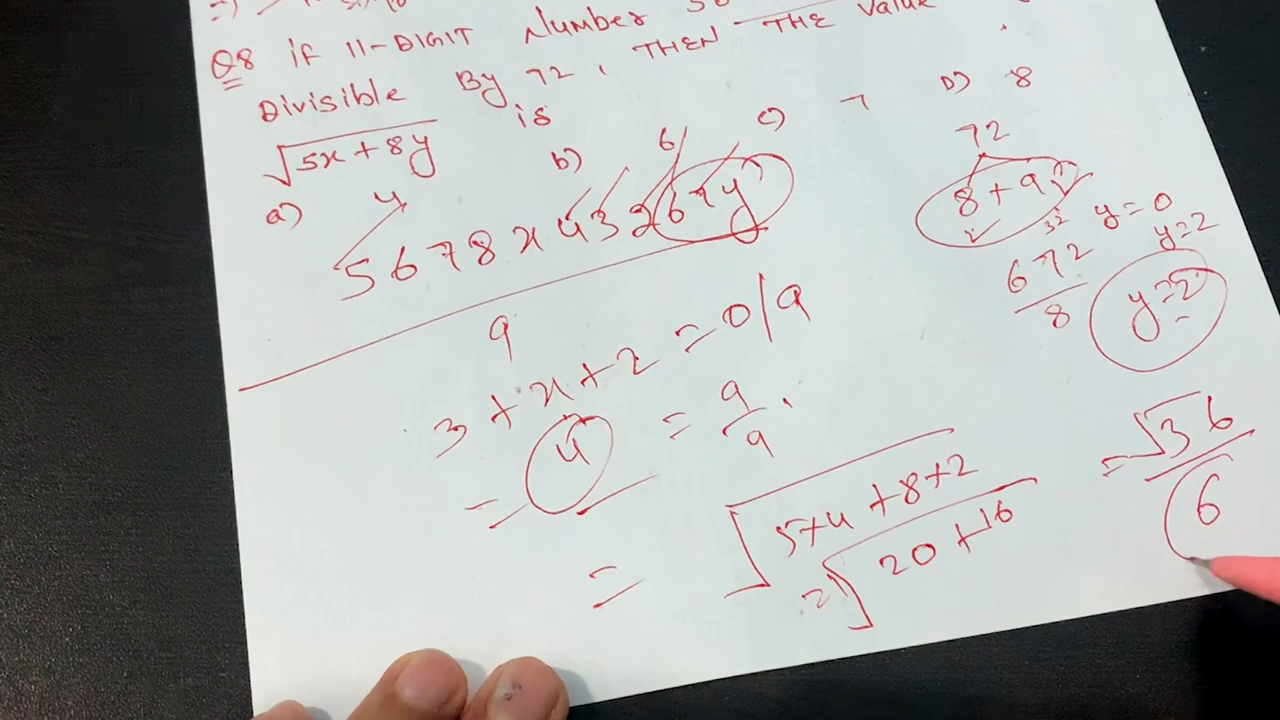 Q8 if 11-DIGIT Number
Divisible By 72, THEN THE Value
√5x+8y is
a) 4 b) 6 c) 7 D) 8
5678x43267y
72
8+9
y=0
y=2
672
8
y=2
9
3+x+2=0/9
4 = 9/9
= √5×4+8×2
= √20+16
= √36
6